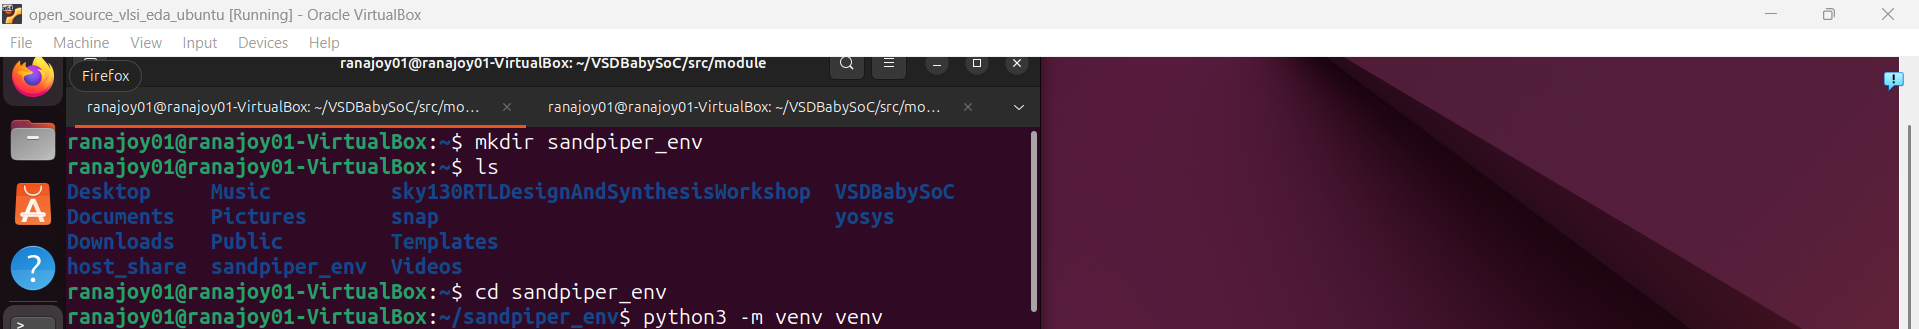 open_source_vlsi_eda_ubuntu [Running] - Oracle VirtualBox
File Machine View Input Devices Help
Firefox
ranajoy01@ranajoy01-VirtualBox: ~/VSDBabySoC/src/module
ranajoy01@ranajoy01-VirtualBox: ~/VSDBabySoC/src/mo...
ranajoy01@ranajoy01-VirtualBox: ~/VSDBabySoC/src/mo...
ranajoy01@ranajoy01-VirtualBox:~$ mkdir sandpiper_env
ranajoy01@ranajoy01-VirtualBox:~$ ls
Desktop Music sky130RTLDesignAndSynthesisWorkshop VSDBabySoC
Documents Pictures snap yosys
Downloads Public Templates
host_share sandpiper_env Videos
ranajoy01@ranajoy01-VirtualBox:~$ cd sandpiper_env
ranajoy01@ranajoy01-VirtualBox:~/sandpiper_env$ python3 -m venv venv